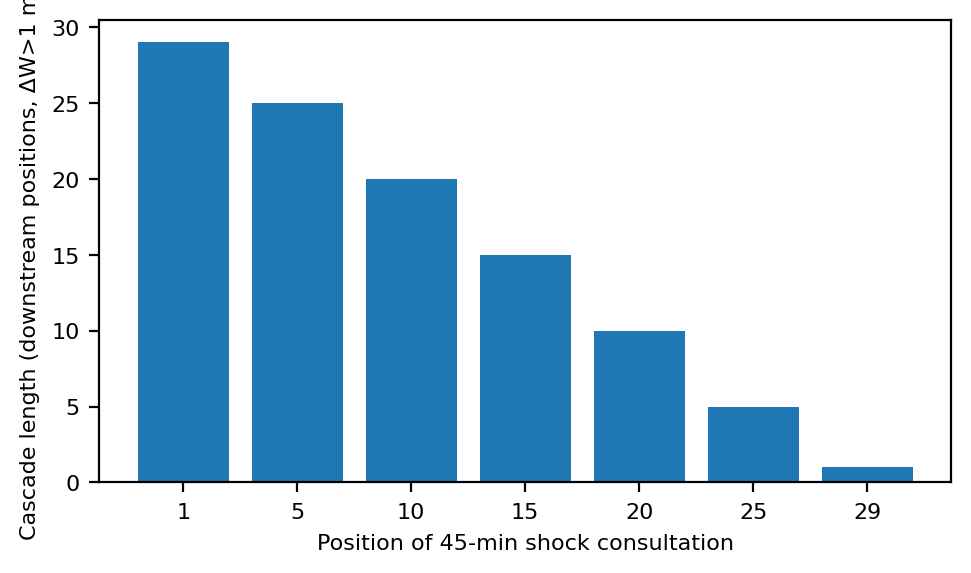 Cascade length (downstream positions, ΔW>1 m
30
25
20
15
10
5
0
1 5 10 15 20 25 29
Position of 45-min shock consultation